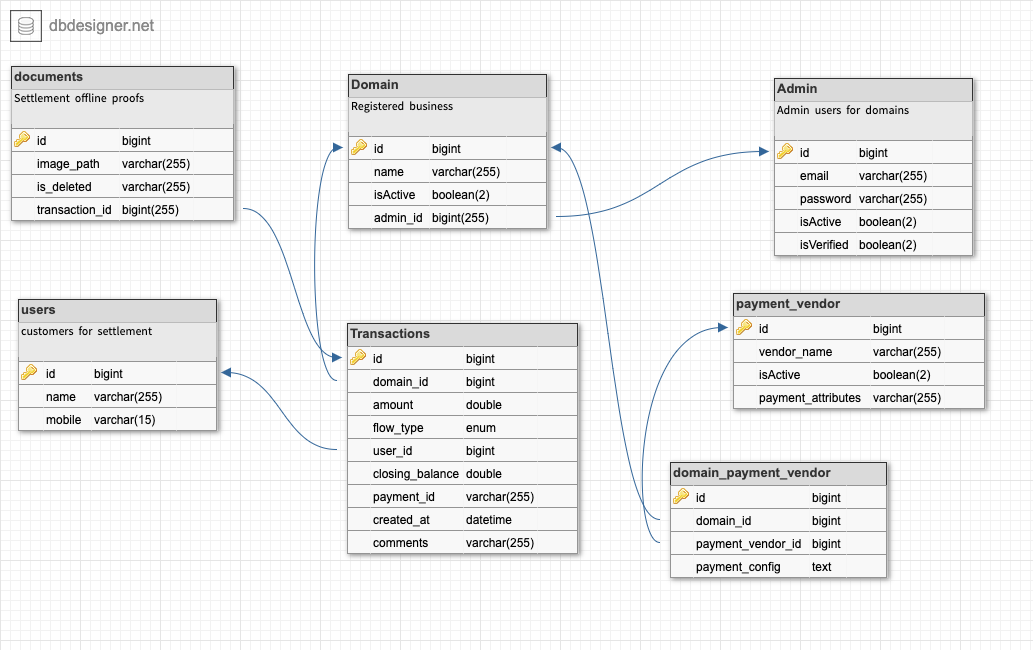 dbdesigner.net
documents
Settlement offline proofs
id bigint
image_path varchar(255)
is_deleted varchar(255)
transaction_id bigint(255)
Domain
Registered business
id bigint
name varchar(255)
isActive boolean(2)
admin_id bigint(255)
Admin
Admin users for domains
id bigint
email varchar(255)
password varchar(255)
isActive boolean(2)
isVerified boolean(2)
users
customers for settlement
id bigint
name varchar(255)
mobile varchar(15)
Transactions
id bigint
domain_id bigint
amount double
flow_type enum
user_id bigint
closing_balance double
payment_id varchar(255)
created_at datetime
comments varchar(255)
payment_vendor
id bigint
vendor_name varchar(255)
isActive boolean(2)
payment_attributes varchar(255)
domain_payment_vendor
id bigint
domain_id bigint
payment_vendor_id bigint
payment_config text